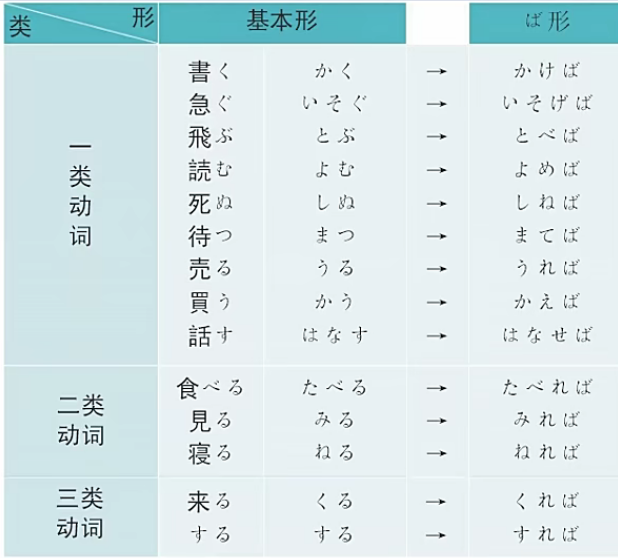 类 形 基本形 ば形
一类动词
書く かく → かけば
急ぐ いそぐ → いそげば
飛ぶ とぶ → とべば
読む よむ → よめば
死ぬ しぬ → しねば
待つ まつ → まてば
売る うる → うれば
買う かう → かえば
話す はなす → はなせば
二类
动词
食べる たべる → たべれば
見る みる → みれば
寝る ねる → ねれば
三类
动词
来る くる → くれば
する する → すれば